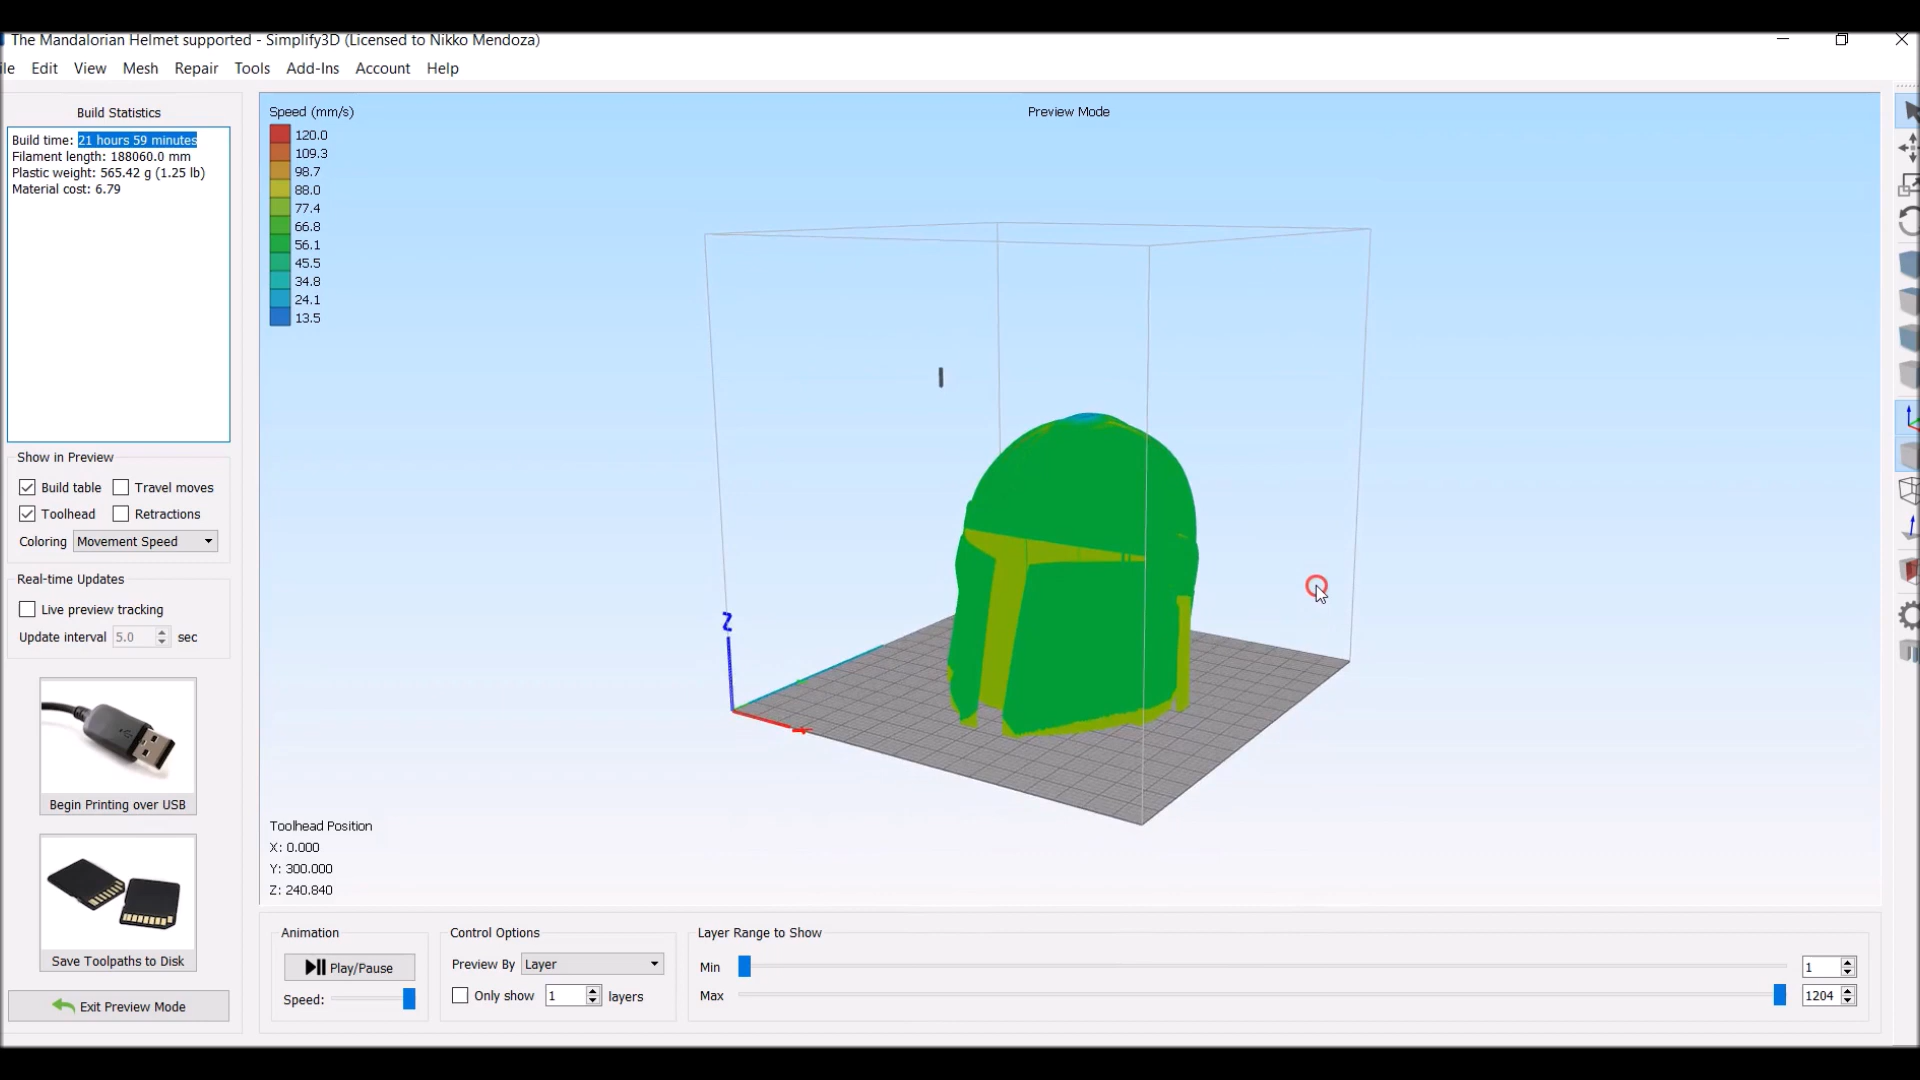 The Mandalorian Helmet supported - Simplify3D (Licensed to Nikko Mendoza)
ile Edit View Mesh Repair Tools Add-Ins Account Help
Build Statistics
Build time: 21 hours 59 minutes
Filament length: 188060.0 mm
Plastic weight: 565.42 g (1.25 lb)
Material cost: 6.79
Show in Preview
Build table Travel moves
Toolhead Retractions
Coloring Movement Speed
Real-time Updates
Live preview tracking
Update interval 5.0 sec
Begin Printing over USB
Save Toolpaths to Disk
Exit Preview Mode
Speed (mm/s)
120.0
109.3
98.7
88.0
77.4
66.8
56.1
45.5
34.8
24.1
13.5
Preview Mode
Z
Toolhead Position
X: 0.000
Y: 300.000
Z: 240.840
Animation
Play/Pause
Speed:
Control Options
Preview By Layer
Only show 1 layers
Layer Range to Show
Min 1
Max 1204